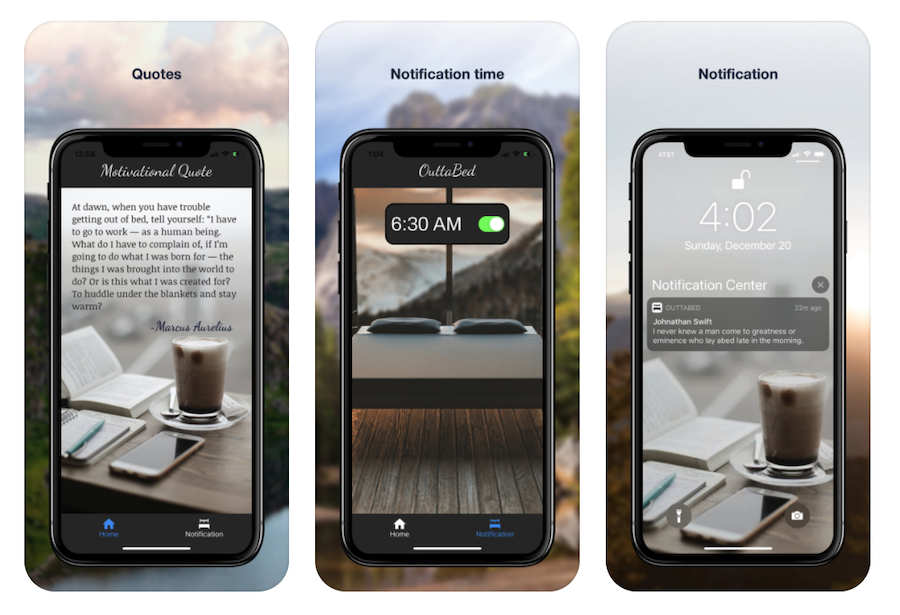 Quotes
12:58
Motivational Quote
At dawn, when you have trouble
getting out of bed, tell yourself: “I have
to go to work — as a human being.
What do I have to complain of, if I’m
going to do what I was born for — the
things I was brought into the world to
do? Or is this what I was created for?
To huddle under the blankets and stay
warm?
~Marcus Aurelius
Home
Notification
Notification time
1:04
OuttaBed
6:30 AM
Home
Notification
Notification
AT&T
4:02
Sunday, December 20
Notification Center
OUTTABED
22m ago
Johnathan Swift
I never knew a man come to greatness or
eminence who lay abed late in the morning.